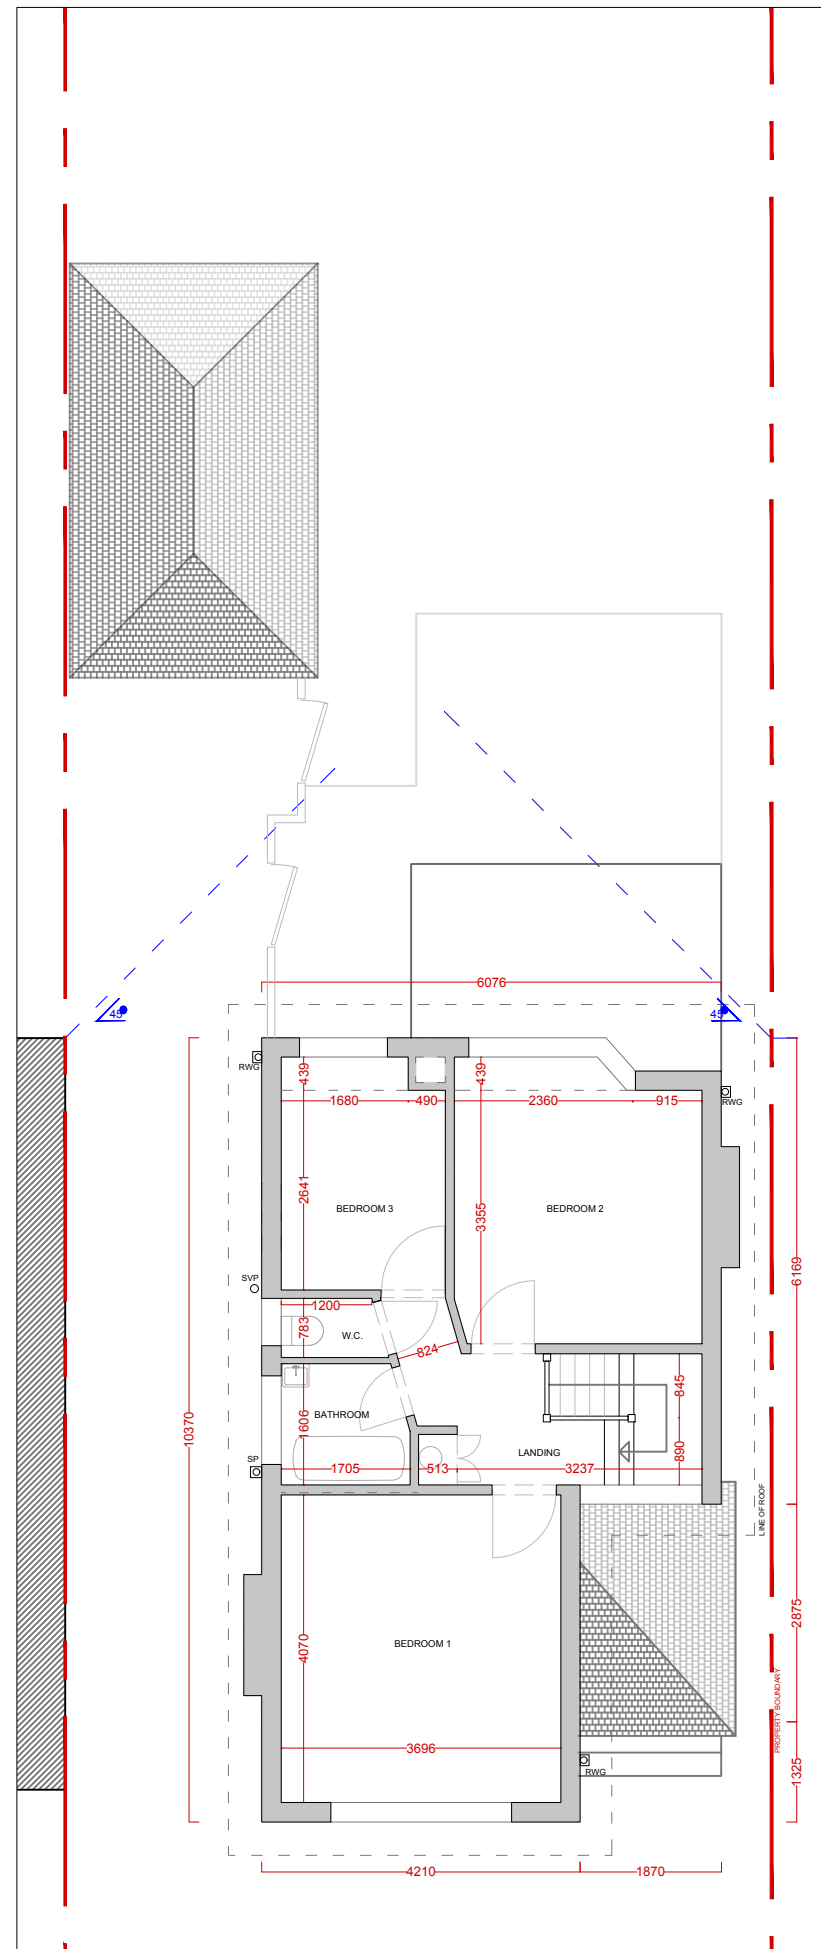 45
45
6076
RWG
439
439
RWG
1680
490
2360
915
2641
BEDROOM 3
3355
BEDROOM 2
6169
SVP
1200
783
W.C.
824
845
10370
1606
BATHROOM
890
LANDING
SP
1705
513
3237
LINE OF ROOF
2875
4070
BEDROOM 1
PROPERTY BOUNDARY
3696
RWG
1325
4210
1870